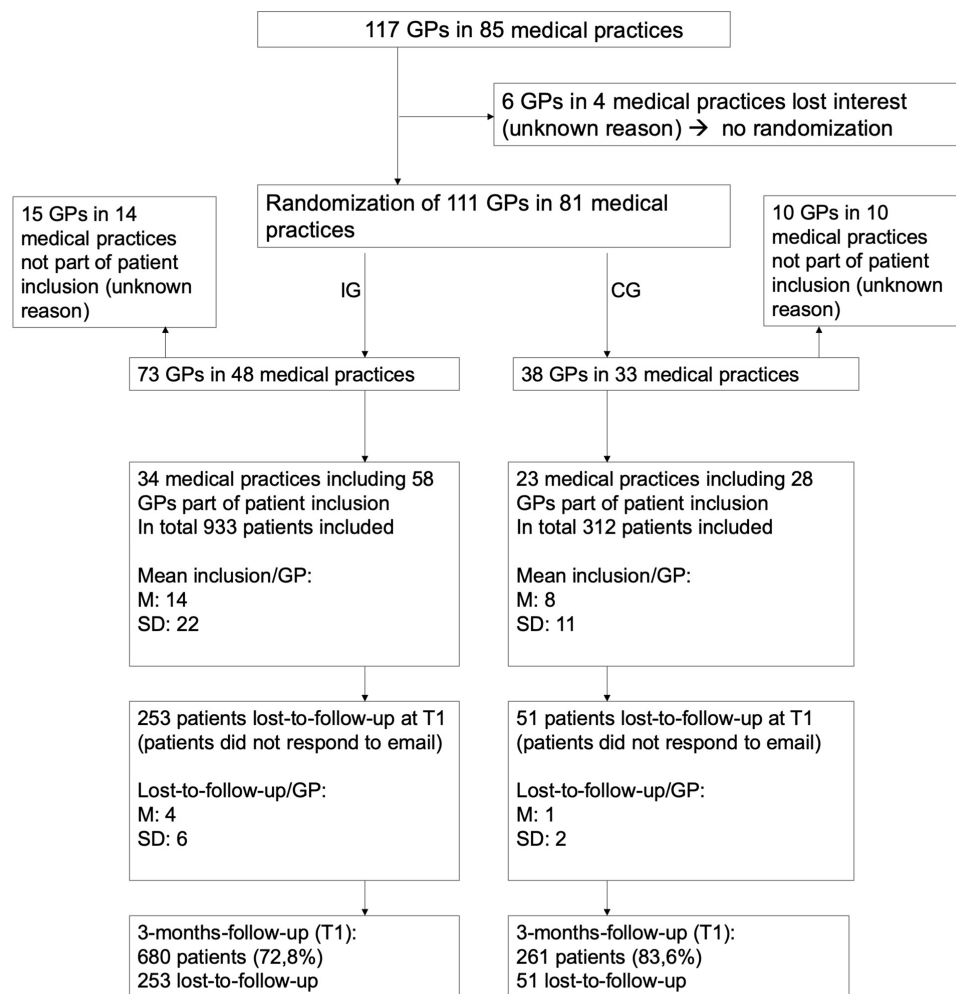 117 GPs in 85 medical practices
6 GPs in 4 medical practices lost interest
(unknown reason) → no randomization
Randomization of 111 GPs in 81 medical
practices
15 GPs in 14
medical practices
not part of patient
inclusion (unknown
reason)
10 GPs in 10
medical practices
not part of patient
inclusion (unknown
reason)
IG
CG
73 GPs in 48 medical practices
38 GPs in 33 medical practices
34 medical practices including 58
GPs part of patient inclusion
In total 933 patients included
Mean inclusion/GP:
M: 14
SD: 22
23 medical practices including 28
GPs part of patient inclusion
In total 312 patients included
Mean inclusion/GP:
M: 8
SD: 11
253 patients lost-to-follow-up at T1
(patients did not respond to email)
Lost-to-follow-up/GP:
M: 4
SD: 6
51 patients lost-to-follow-up at T1
(patients did not respond to email)
Lost-to-follow-up/GP:
M: 1
SD: 2
3-months-follow-up (T1):
680 patients (72,8%)
253 lost-to-follow-up
3-months-follow-up (T1):
261 patients (83,6%)
51 lost-to-follow-up